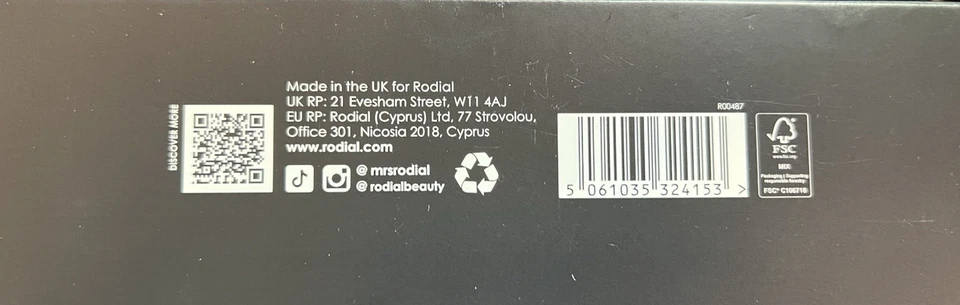 DISCOVER MORE
Made in the UK for Rodial
UK RP: 21 Evesham Street, W11 4AJ
EU RP: Rodial (Cyprus) Ltd, 77 Strovolou,
Office 301, Nicosia 2018, Cyprus
www.rodial.com
@ mrsrodial
@ rodialbeauty
R00487
5 061035 324153 >
FSC
www.fsc.org
MIX
Packaging | Supporting
responsible forestry
FSC® C106716